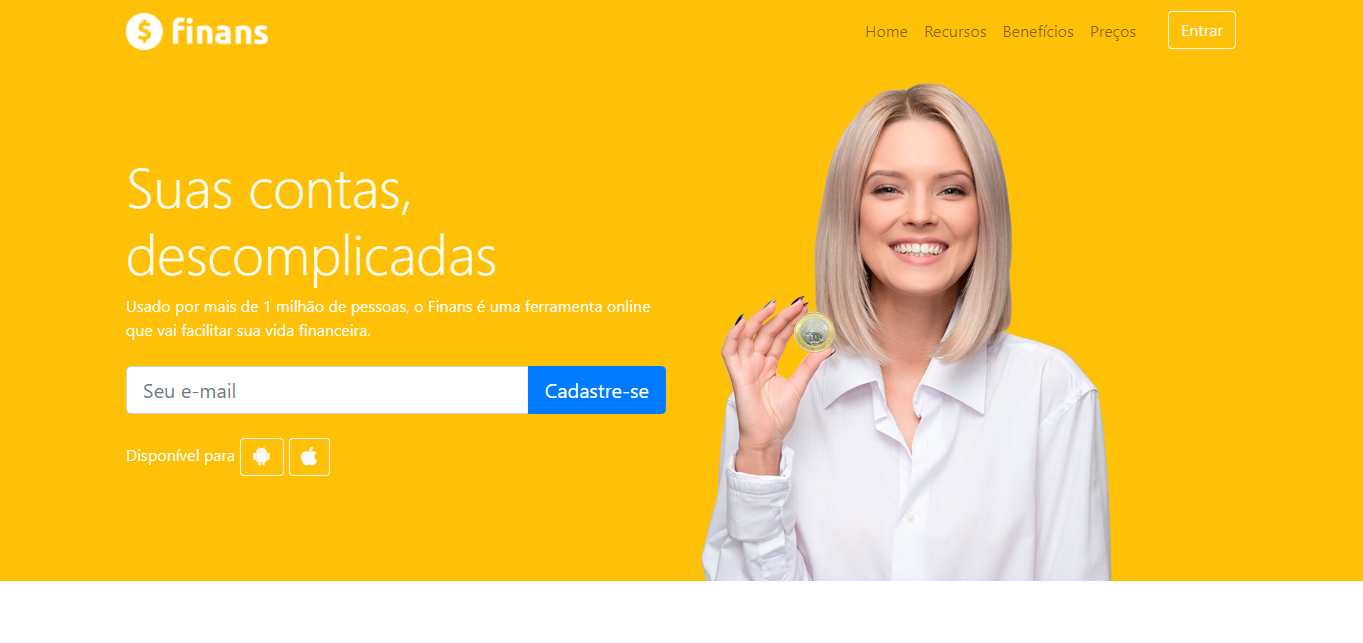 $ finans
Home Recursos Benefícios Preços Entrar
Suas contas,
descomplicadas
Usado por mais de 1 milhão de pessoas, o Finans é uma ferramenta online
que vai facilitar sua vida financeira.
Seu e-mail Cadastre-se
Disponível para